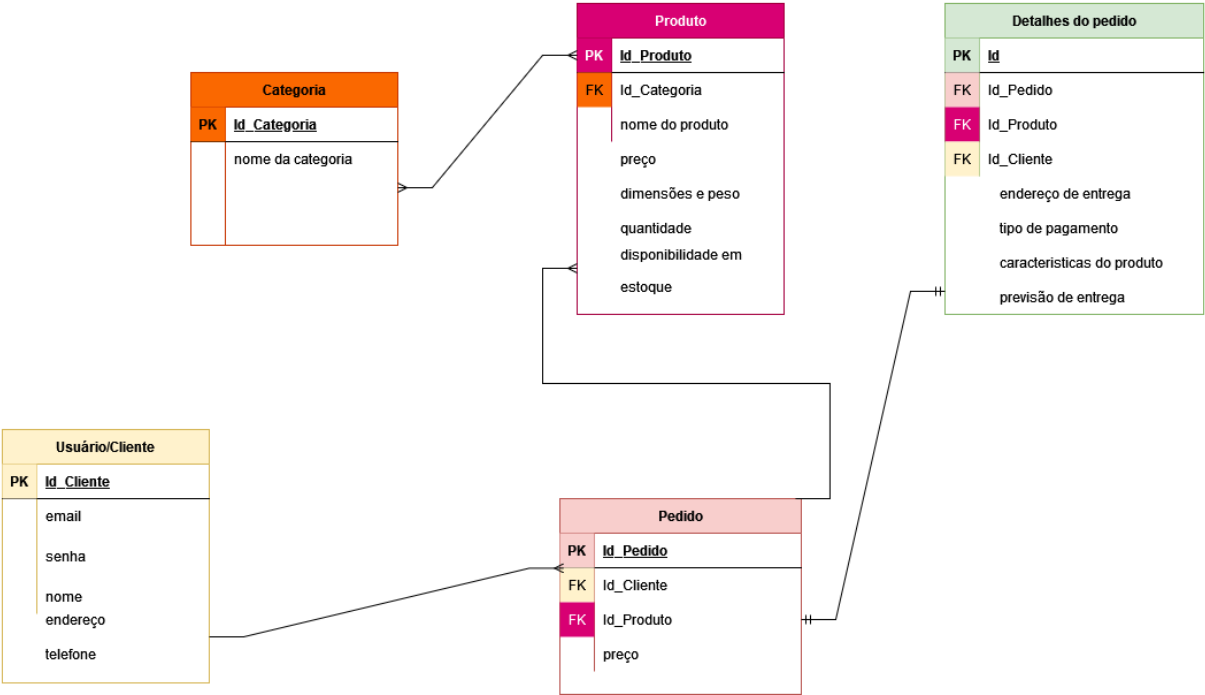 Produto
PK Id_Produto
FK Id_Categoria
nome do produto
preço
dimensões e peso
quantidade
disponibilidade em
estoque
Detalhes do pedido
PK Id
FK Id_Pedido
FK Id_Produto
FK Id_Cliente
endereço de entrega
tipo de pagamento
caracteristicas do produto
previsão de entrega
Categoria
PK Id_Categoria
nome da categoria
Usuário/Cliente
PK Id_Cliente
email
senha
nome
endereço
telefone
Pedido
PK Id_Pedido
FK Id_Cliente
FK Id_Produto
preço